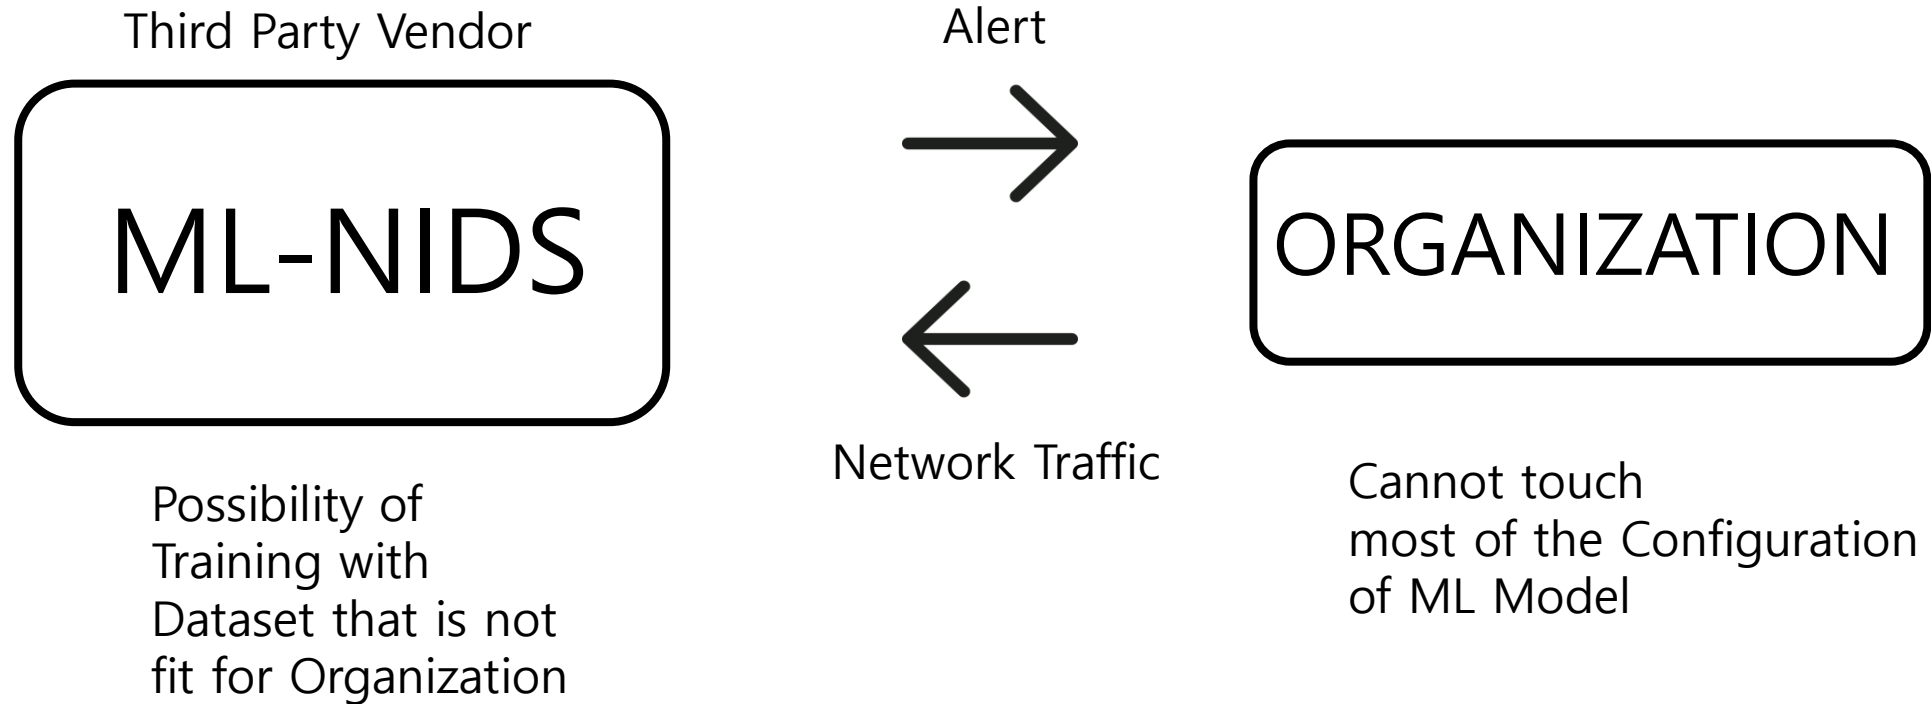 Third Party Vendor
ML-NIDS
Possibility of
Training with
Dataset that is not
fit for Organization
Alert
Network Traffic
ORGANIZATION
Cannot touch
most of the Configuration
of ML Model